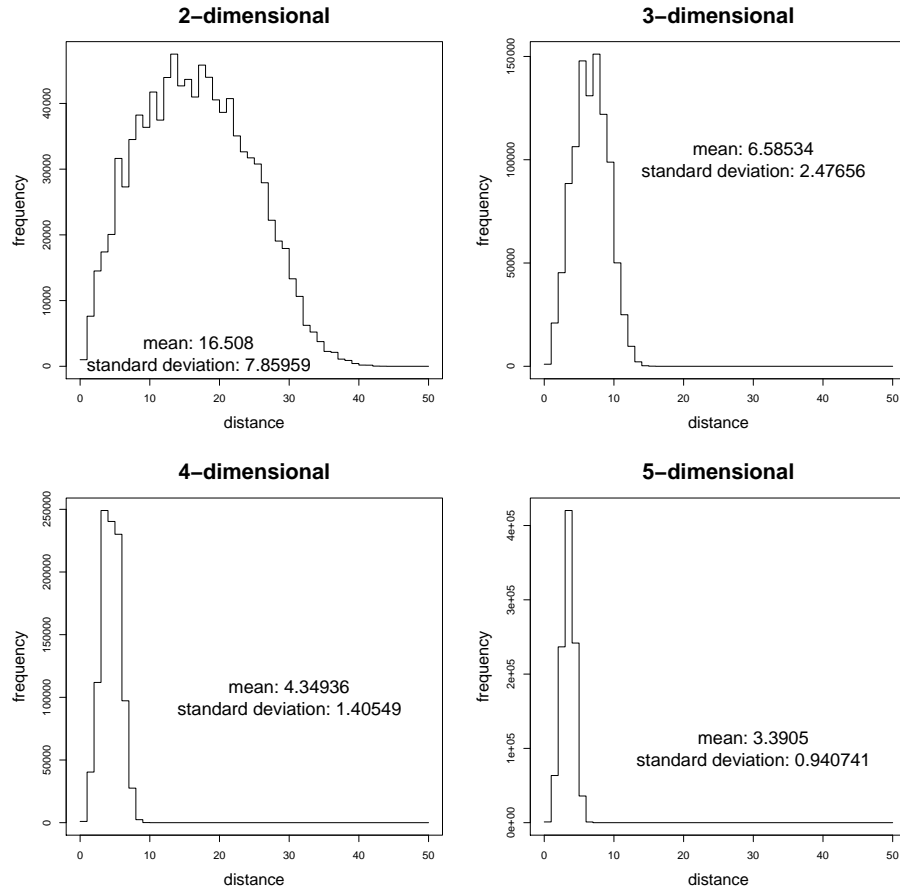 2−dimensional
frequency
40000
30000
20000
10000
0
mean: 16.508
standard deviation: 7.85959
0 10 20 30 40 50
distance
3−dimensional
frequency
150000
100000
50000
0
mean: 6.58534
standard deviation: 2.47656
0 10 20 30 40 50
distance
4−dimensional
frequency
250000
200000
150000
100000
50000
0
mean: 4.34936
standard deviation: 1.40549
0 10 20 30 40 50
distance
5−dimensional
frequency
4e+05
3e+05
2e+05
1e+05
0e+00
mean: 3.3905
standard deviation: 0.940741
0 10 20 30 40 50
distance